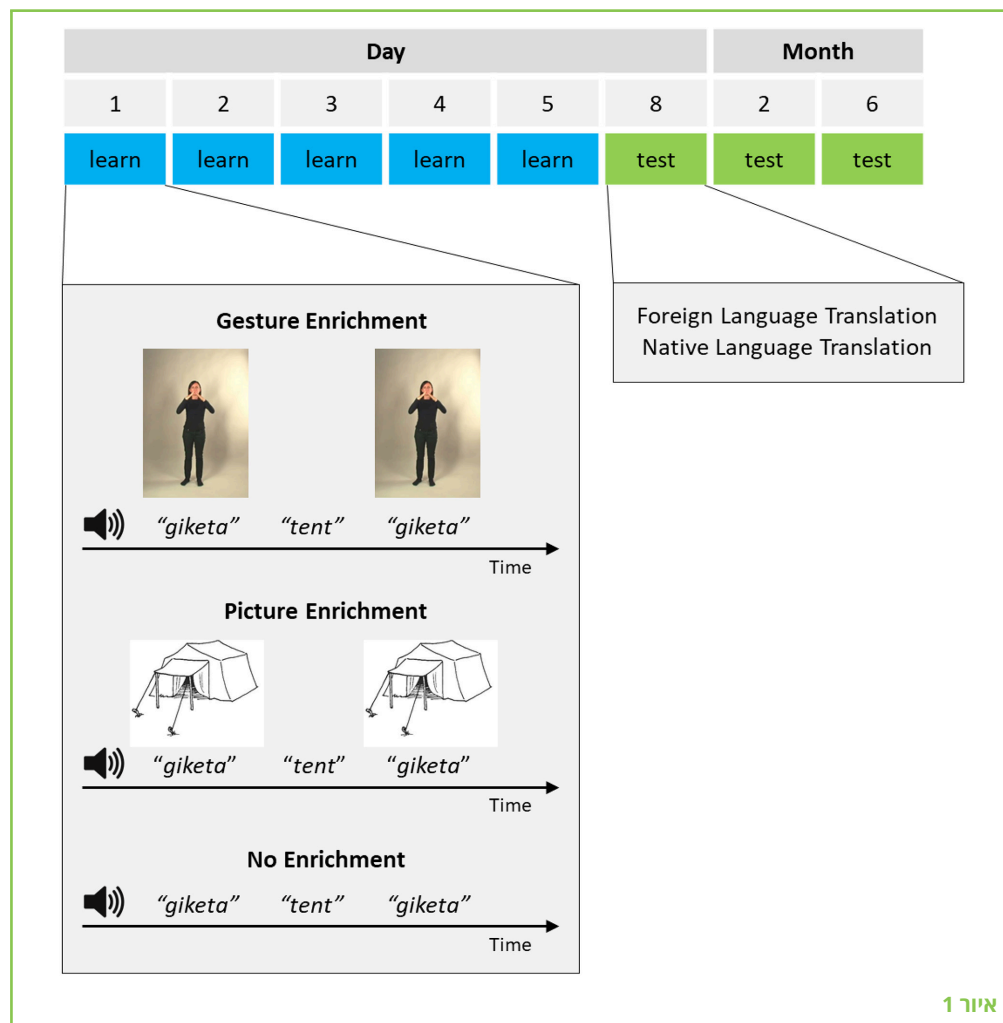 Day Month
1 2 3 4 5 8 2 6
learn learn learn learn learn test test test
Gesture Enrichment
“giketa” “tent” “giketa”
Time
Picture Enrichment
“giketa” “tent” “giketa”
Time
No Enrichment
“giketa” “tent” “giketa”
Time
Foreign Language Translation
Native Language Translation
איור 1